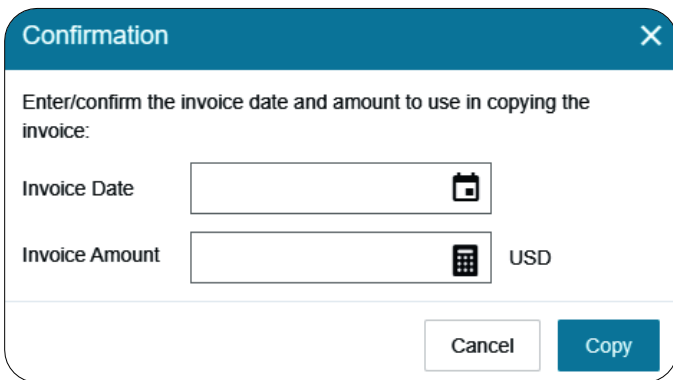 Confirmation
Enter/confirm the invoice date and amount to use in copying the
invoice:
Invoice Date
Invoice Amount USD
Cancel Copy